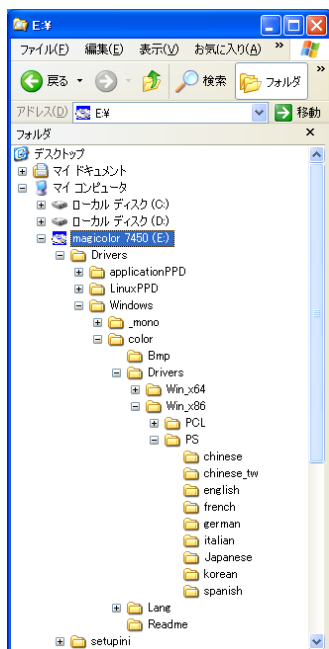 E:¥
ファイル(F) 編集(E) 表示(V) お気に入り(A) »
戻る 検索 フォルダ »
アドレス(D) E:¥ 移動
フォルダ ×
デスクトップ
マイ ドキュメント
マイ コンピュータ
ローカル ディスク (C:)
ローカル ディスク (D:)
magicolor 7450 (E:)
Drivers
applicationPPD
LinuxPPD
Windows
_mono
color
Bmp
Drivers
Win_x64
Win_x86
PCL
PS
chinese
chinese_tw
english
french
german
italian
Japanese
korean
spanish
Lang
Readme
setupini